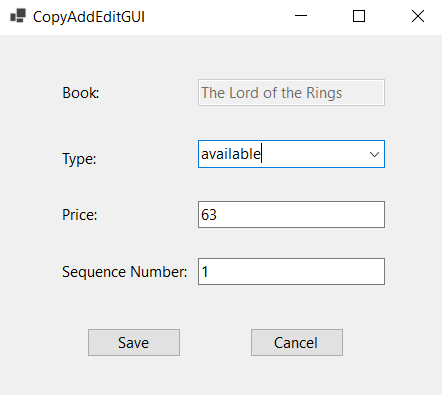 CopyAddEditGUI
Book: The Lord of the Rings
Type: available
Price: 63
Sequence Number: 1
Save Cancel